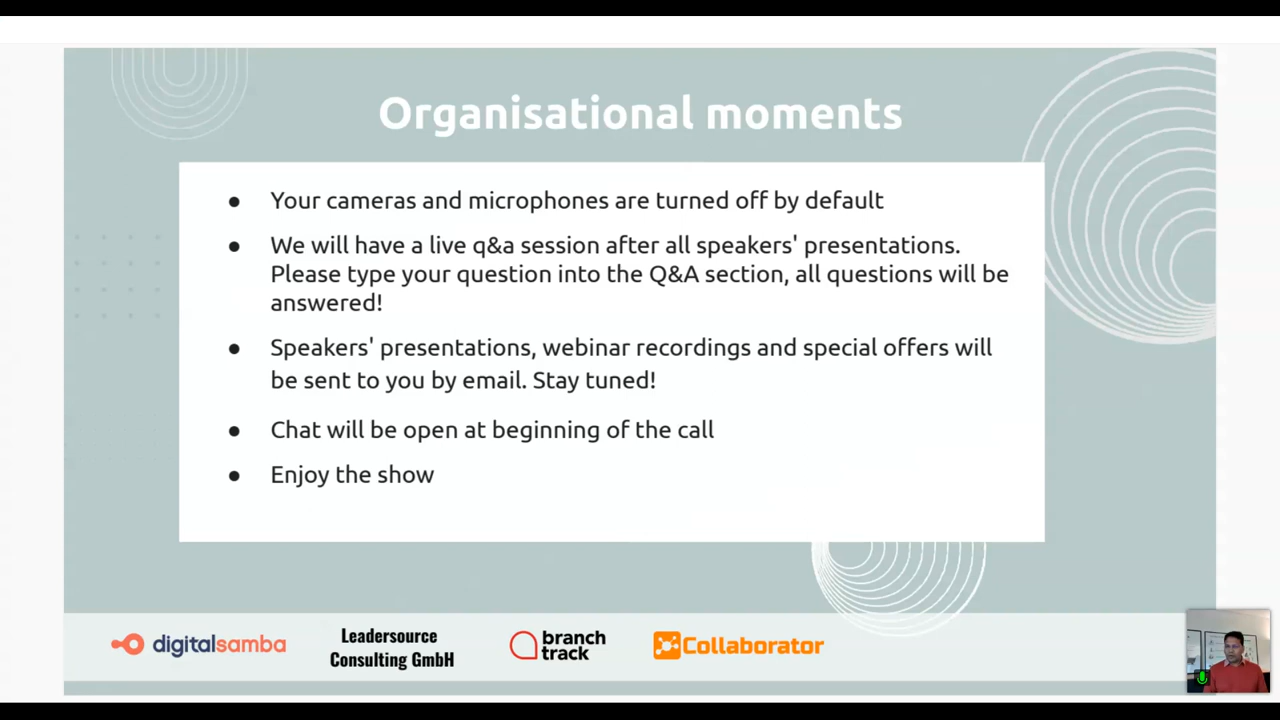 Organisational moments
● Your cameras and microphones are turned off by default
● We will have a live q&a session after all speakers' presentations.
Please type your question into the Q&A section, all questions will be
answered!
● Speakers' presentations, webinar recordings and special offers will
be sent to you by email. Stay tuned!
● Chat will be open at beginning of the call
● Enjoy the show
digitalsamba
Leadersource
Consulting GmbH
branch
track
Collaborator